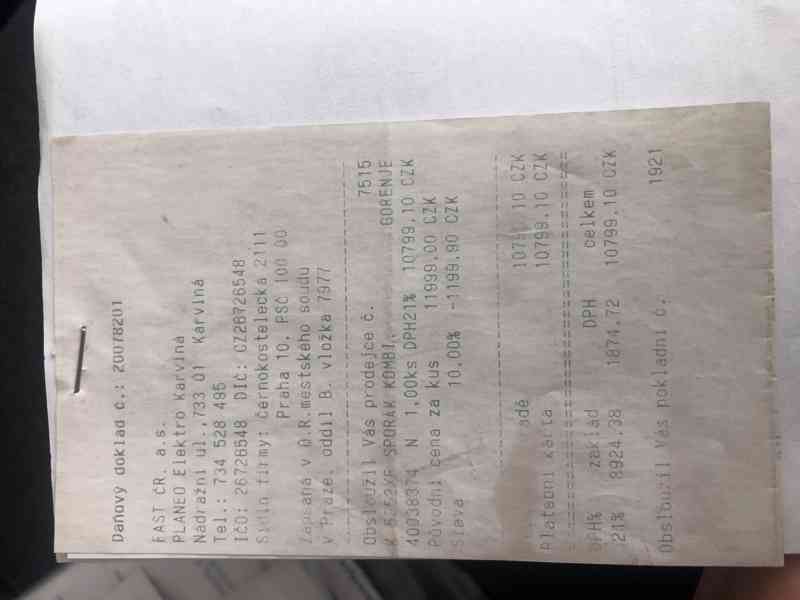 Daňový doklad č.: 20078201
FAST ČR, a.s.
PLANEO Elektro Karviná
Nádražní ul.,733 01 Karviná
Tel.: 734 528 495
IČO: 26726548 DIČ: CZ26726548
Sídlo firmy: Černokostelecká 2111
Praha 10, PSČ 100 00
Zapsaná v O.R.městského soudu
v Praze, oddíl B, vložka 7977
Obsloužil Vás prodejce č. 7515
SPORÁK KOMBI, GORENJE
40038374 N 1,00ks DPH21% 10799,10 CZK
Původní cena za kus 11999,00 CZK
Sleva 10,00% -1199,90 CZK
10799,10 CZK
Platební karta 10799,10 CZK
DPH% základ DPH celkem
21% 8924,38 1874,72 10799,10 CZK
Obsloužil Vás pokladní č. 1921